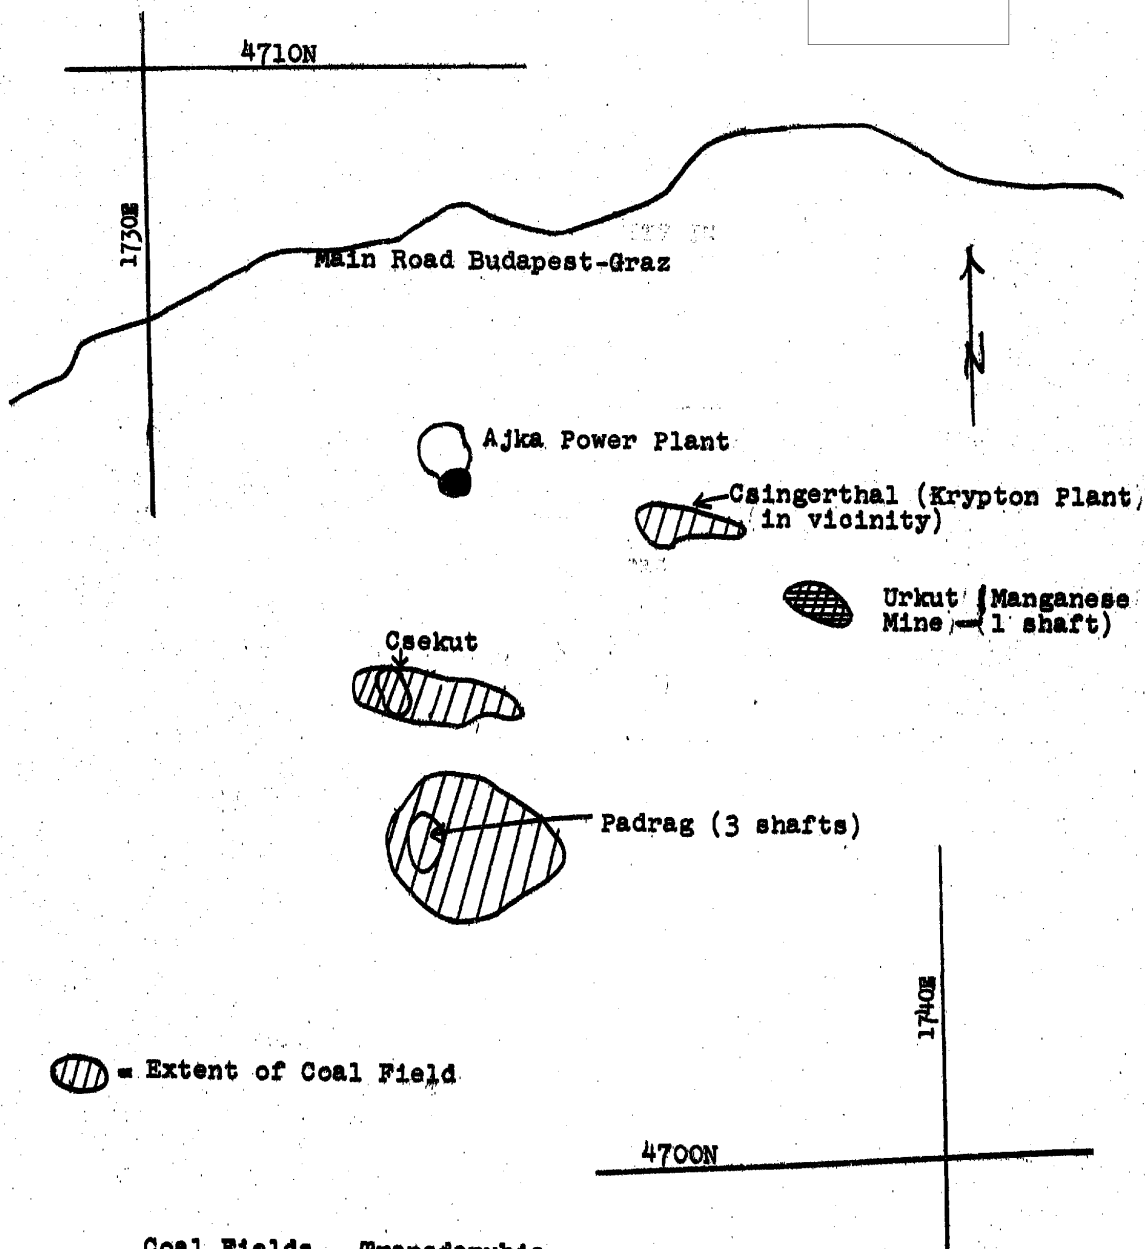 4710N
1730E
Main Road Budapest-Graz
N
Ajka Power Plant
Csingerthal (Krypton Plant,
in vicinity)
Urkut (Manganese
Mine - (1 shaft)
Csekut
Padrag (3 shafts)
1740E
= Extent of Coal Field
4700N
Coal Fields